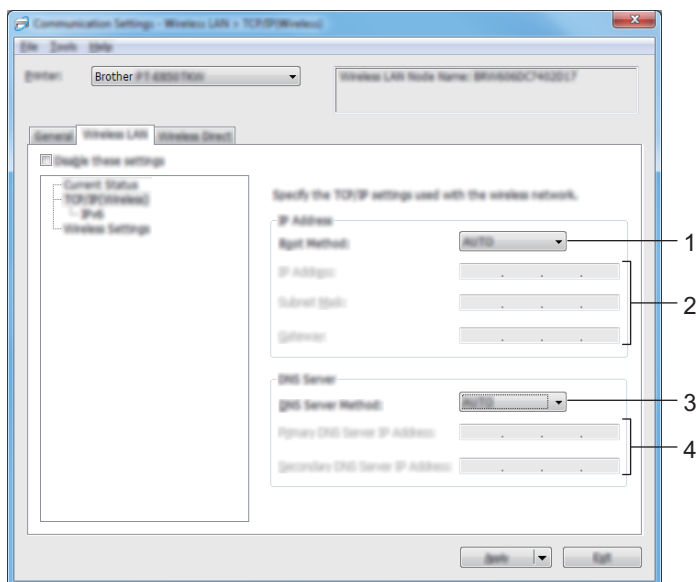 Communication Settings - Wireless LAN > TCP/IP(Wireless)
File Tools Help
Printer: Brother PT-E850TKW
Wireless LAN Node Name: BRW606DC7402D17
General Wireless LAN Wireless Direct
Disable these settings
Current Status
TCP/IP(Wireless)
IPv6
Wireless Settings
Specify the TCP/IP settings used with the wireless network.
IP Address
Boot Method: AUTO 1
IP Address:
Subnet Mask: 2
Gateway:
DNS Server
DNS Server Method: AUTO 3
Primary DNS Server IP Address:
4
Secondary DNS Server IP Address:
Apply Exit